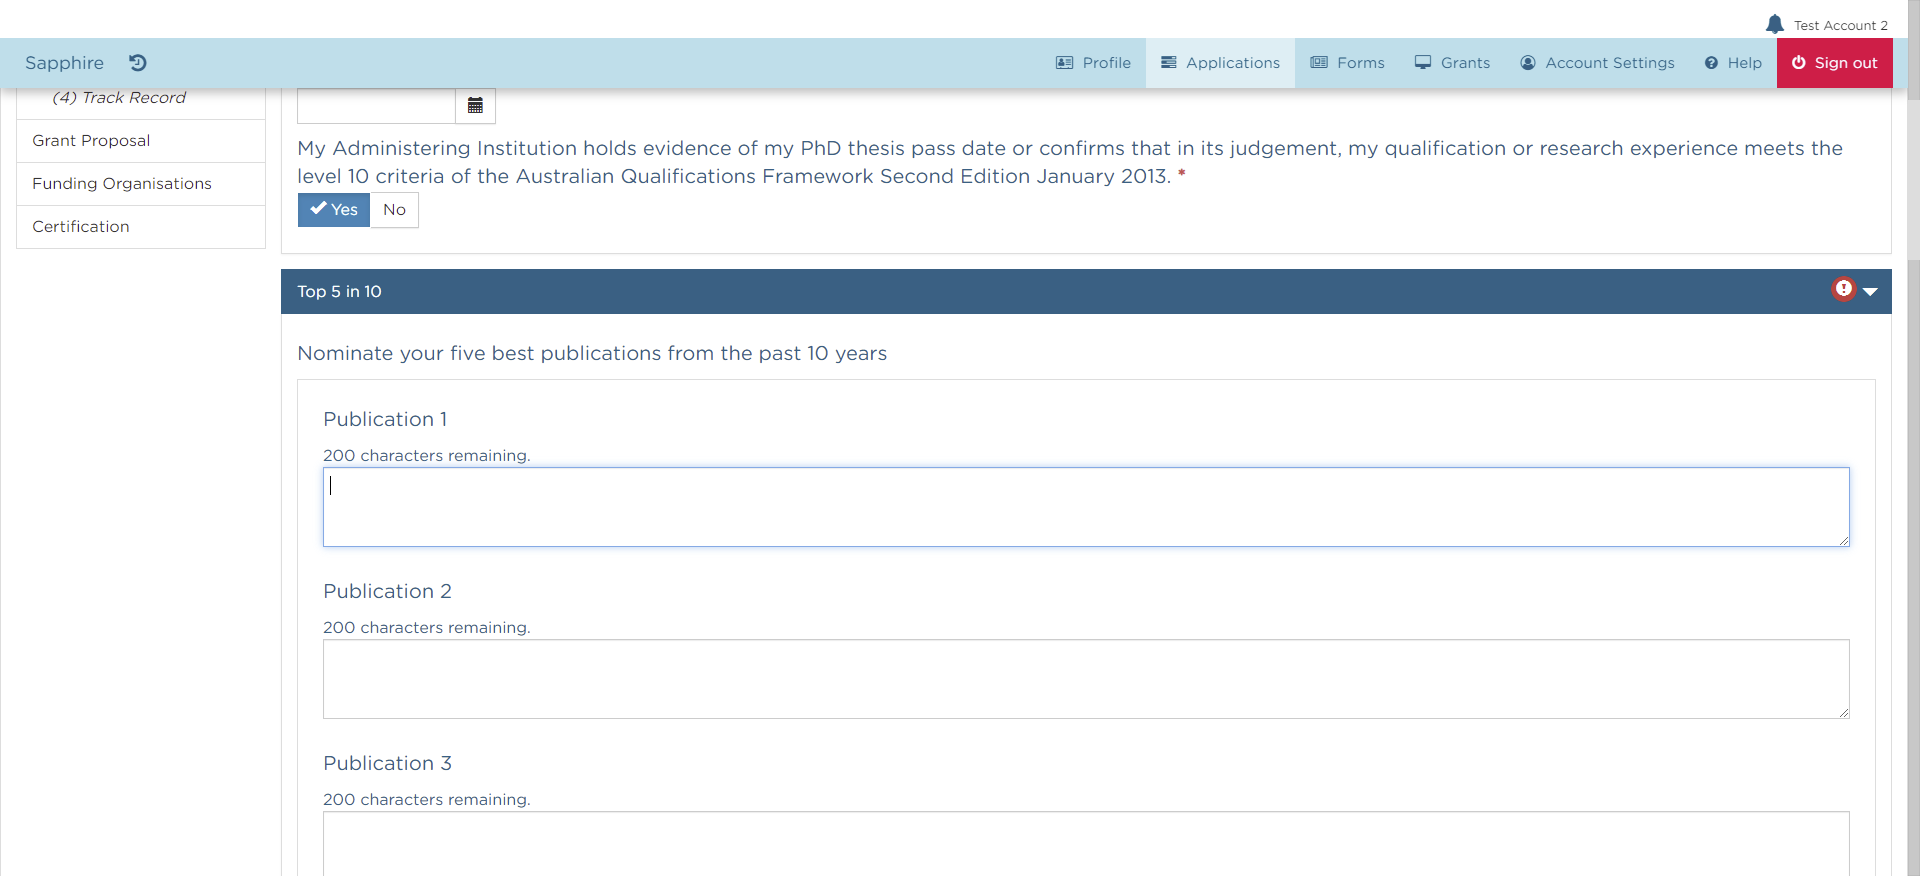 Test Account 2
Sapphire
Profile
Applications
Forms
Grants
Account Settings
Help
Sign out
(4) Track Record
Grant Proposal
Funding Organisations
Certification
My Administering Institution holds evidence of my PhD thesis pass date or confirms that in its judgement, my qualification or research experience meets the
level 10 criteria of the Australian Qualifications Framework Second Edition January 2013. *
Yes
No
Top 5 in 10
Nominate your five best publications from the past 10 years
Publication 1
200 characters remaining.
Publication 2
200 characters remaining.
Publication 3
200 characters remaining.